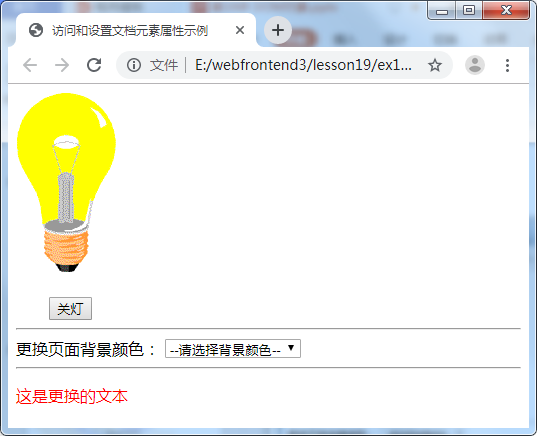 访问和设置文档元素属性示例
文件 E:/webfrontend3/lesson19/ex1...
关灯
更换页面背景颜色： --请选择背景颜色--
这是更换的文本